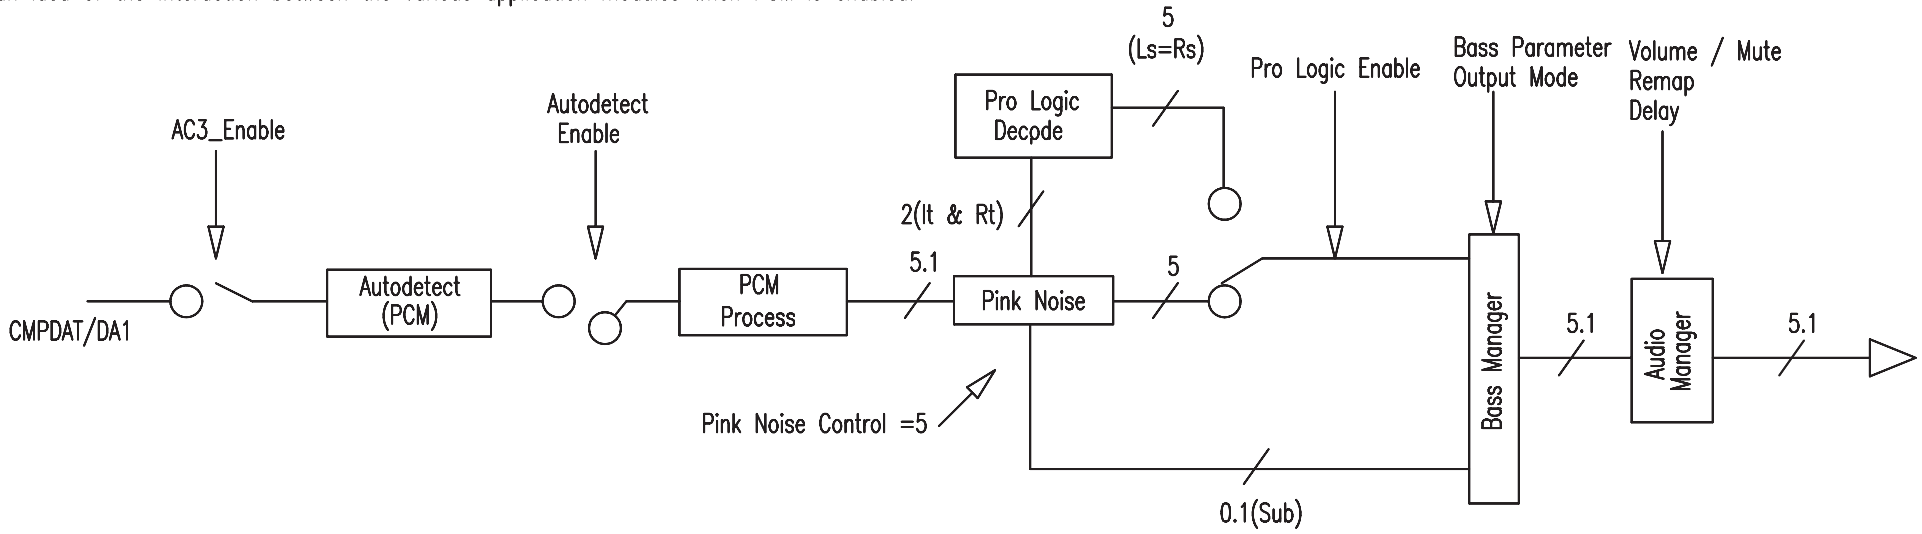 5
(Ls=Rs)
Pro Logic Enable
Bass Parameter
Output Mode
Volume / Mute
Remap
Delay
Pro Logic
Decpde
Autodetect
Enable
AC3_Enable
2(lt & Rt)
CMPDAT/DA1
Autodetect
(PCM)
PCM
Process
5.1
Pink Noise
5
Bass Manager
5.1
Audio
Manager
5.1
Pink Noise Control =5
0.1(Sub)